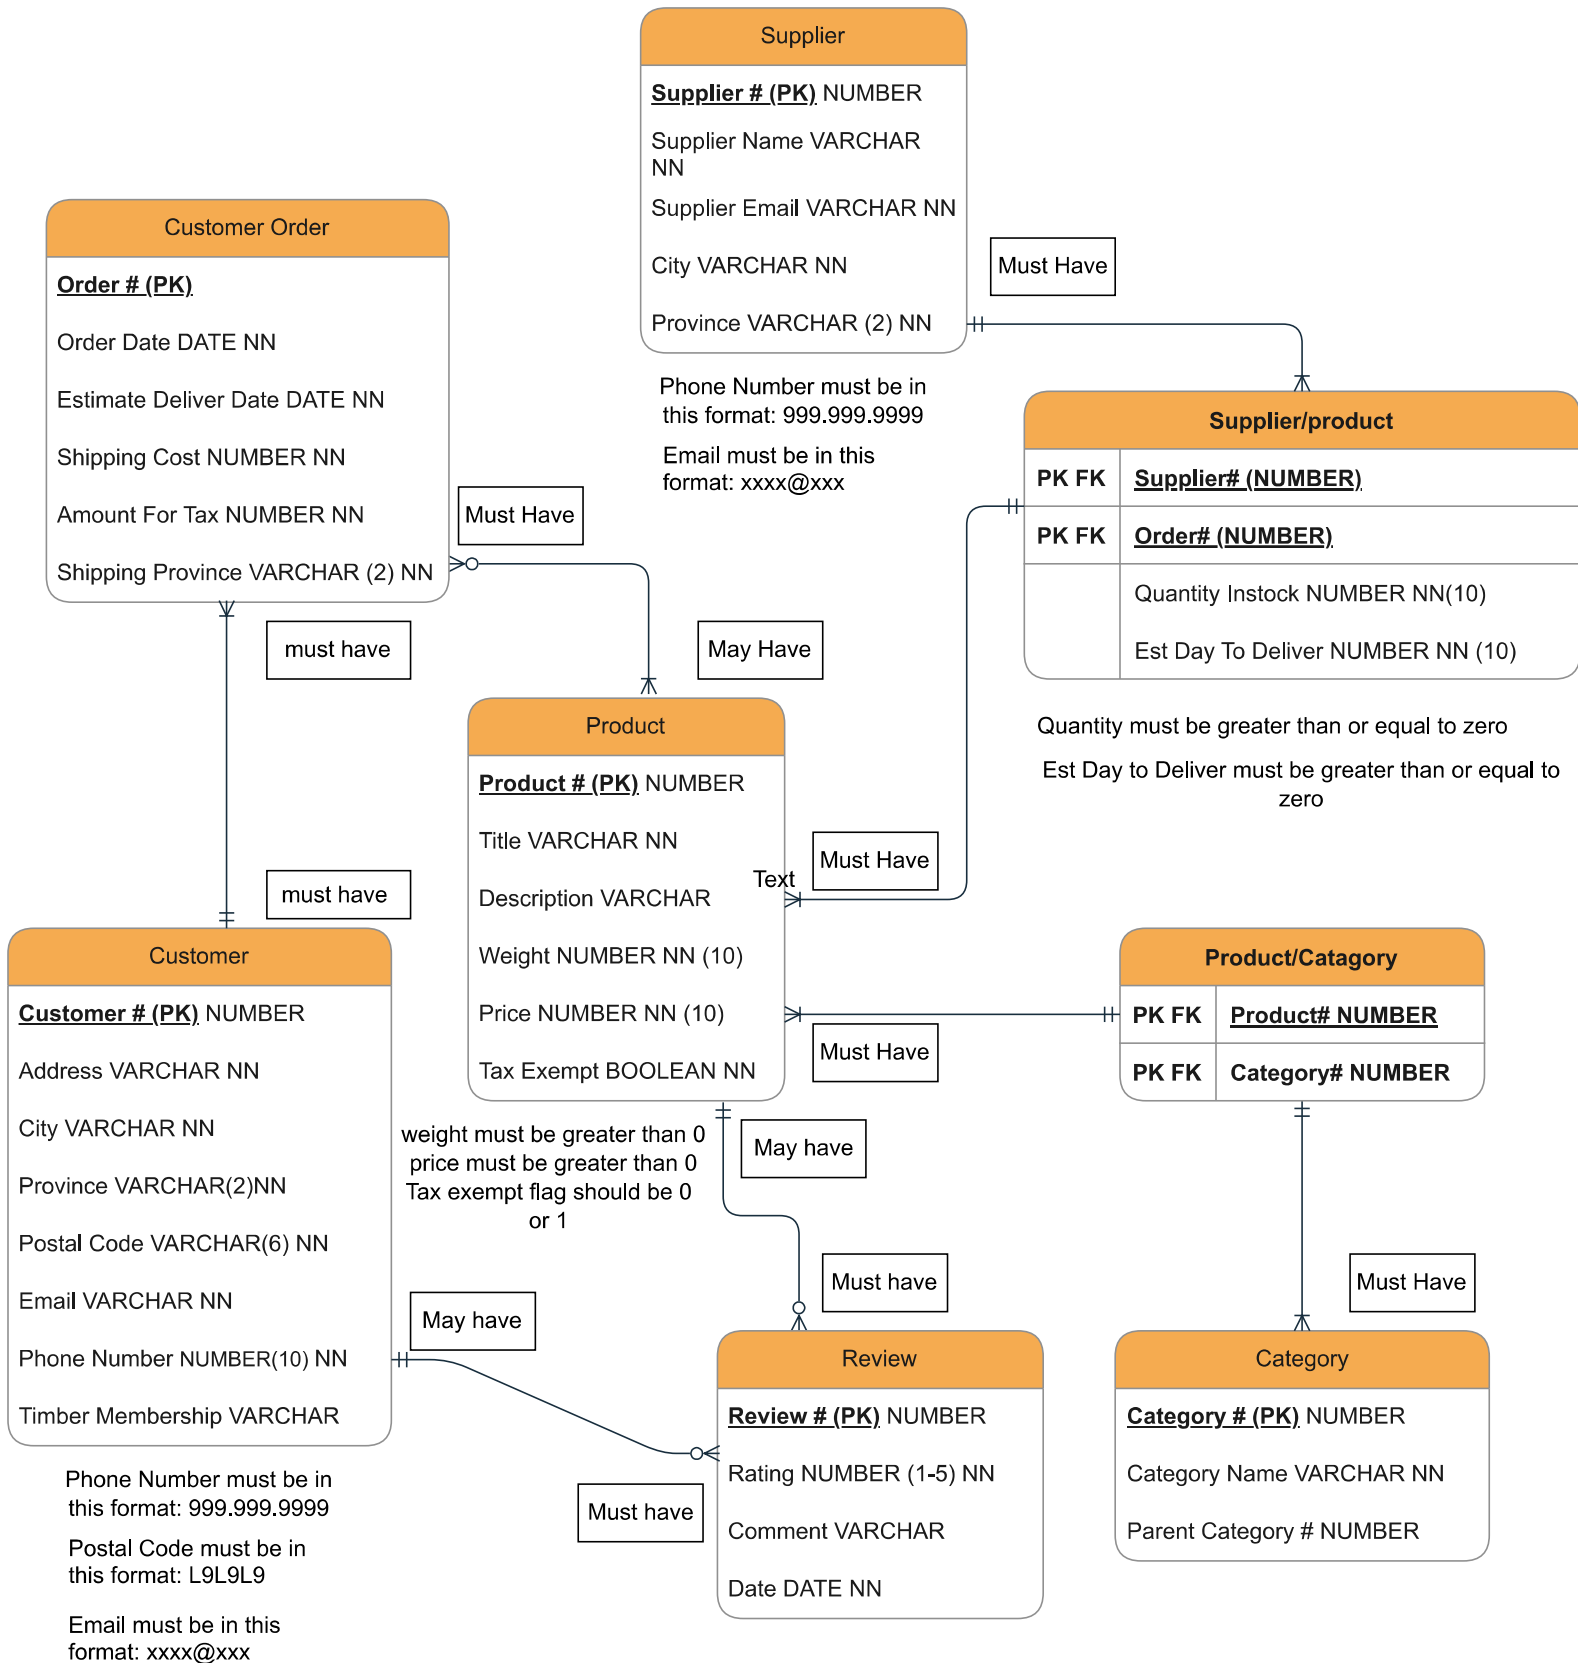 Supplier
Supplier # (PK) NUMBER
Supplier Name VARCHAR
NN
Supplier Email VARCHAR NN
City VARCHAR NN
Province VARCHAR (2) NN
Phone Number must be in
this format: 999.999.9999
Email must be in this
format: xxxx@xxx
Must Have
Customer Order
Order # (PK)
Order Date DATE NN
Estimate Deliver Date DATE NN
Shipping Cost NUMBER NN
Amount For Tax NUMBER NN
Shipping Province VARCHAR (2) NN
Must Have
must have
May Have
Supplier/product
PK FK Supplier# (NUMBER)
PK FK Order# (NUMBER)
Quantity Instock NUMBER NN(10)
Est Day To Deliver NUMBER NN (10)
Quantity must be greater than or equal to zero
Est Day to Deliver must be greater than or equal to
zero
Product
Product # (PK) NUMBER
Title VARCHAR NN
Description VARCHAR
Weight NUMBER NN (10)
Price NUMBER NN (10)
Tax Exempt BOOLEAN NN
Text
Must Have
Must Have
weight must be greater than 0
price must be greater than 0
Tax exempt flag should be 0
or 1
May have
must have
Customer
Customer # (PK) NUMBER
Address VARCHAR NN
City VARCHAR NN
Province VARCHAR(2)NN
Postal Code VARCHAR(6) NN
Email VARCHAR NN
Phone Number NUMBER(10) NN
Timber Membership VARCHAR
Phone Number must be in
this format: 999.999.9999
Postal Code must be in
this format: L9L9L9
Email must be in this
format: xxxx@xxx
May have
Must have
Must have
Review
Review # (PK) NUMBER
Rating NUMBER (1-5) NN
Comment VARCHAR
Date DATE NN
Product/Catagory
PK FK Product# NUMBER
PK FK Category# NUMBER
Must Have
Category
Category # (PK) NUMBER
Category Name VARCHAR NN
Parent Category # NUMBER